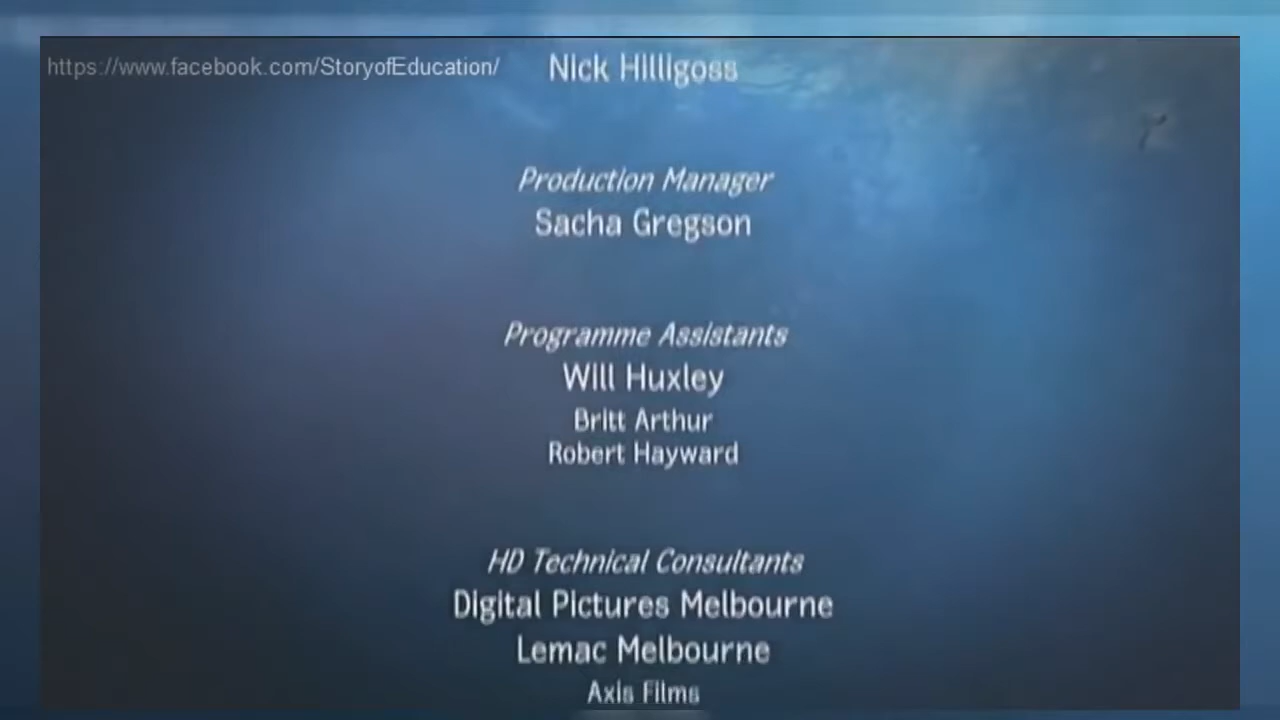 https://www.facebook.com/StoryofEducation/
Nick Hilligoss
Production Manager
Sacha Gregson
Programme Assistants
Will Huxley
Britt Arthur
Robert Hayward
HD Technical Consultants
Digital Pictures Melbourne
Lemac Melbourne
Axis Films